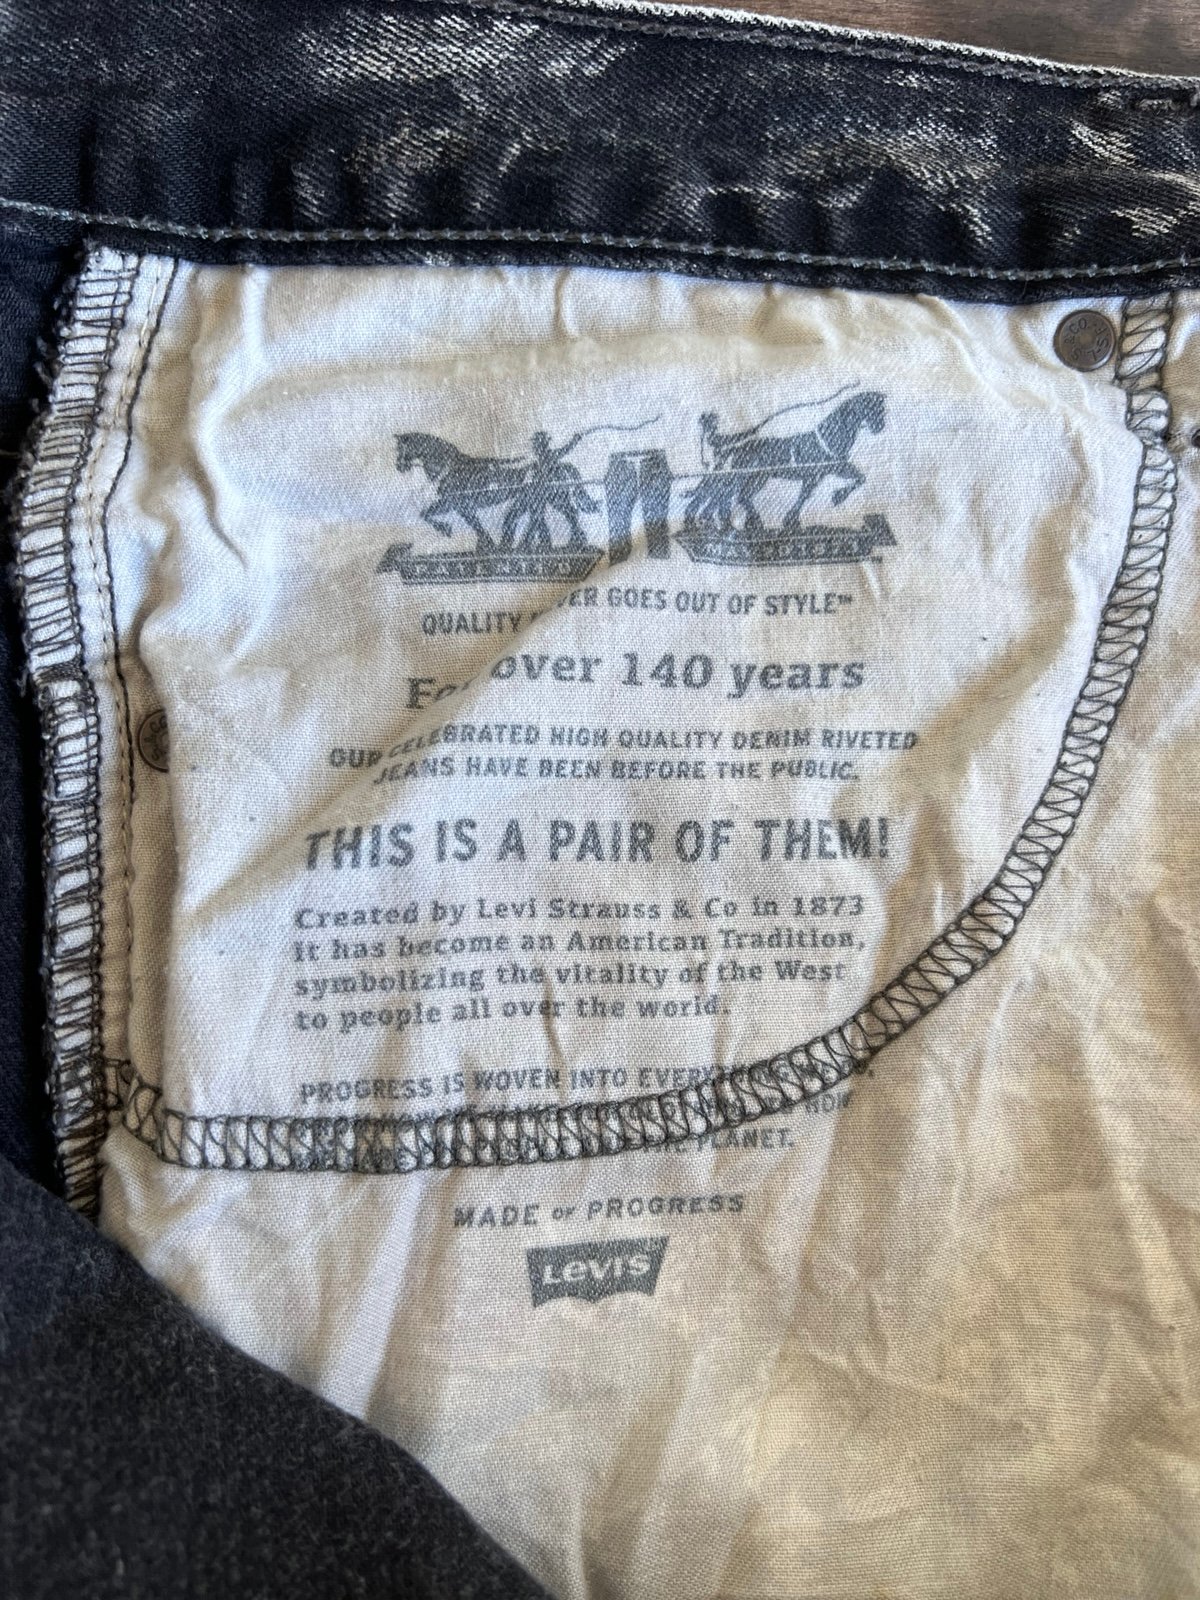 QUALITY GOES OUT OF STYLE™
over 140 years
OUR CELEBRATED HIGH QUALITY DENIM RIVETED
JEANS HAVE BEEN BEFORE THE PUBLIC.
THIS IS A PAIR OF THEM!
Created by Levi Strauss & Co in 1873
it has become an American Tradition,
symbolizing the vitality of the West
to people all over the world.
PROGRESS IS WOVEN INTO
HOW
PLANET.
MADE OF PROGRESS
LEVI'S